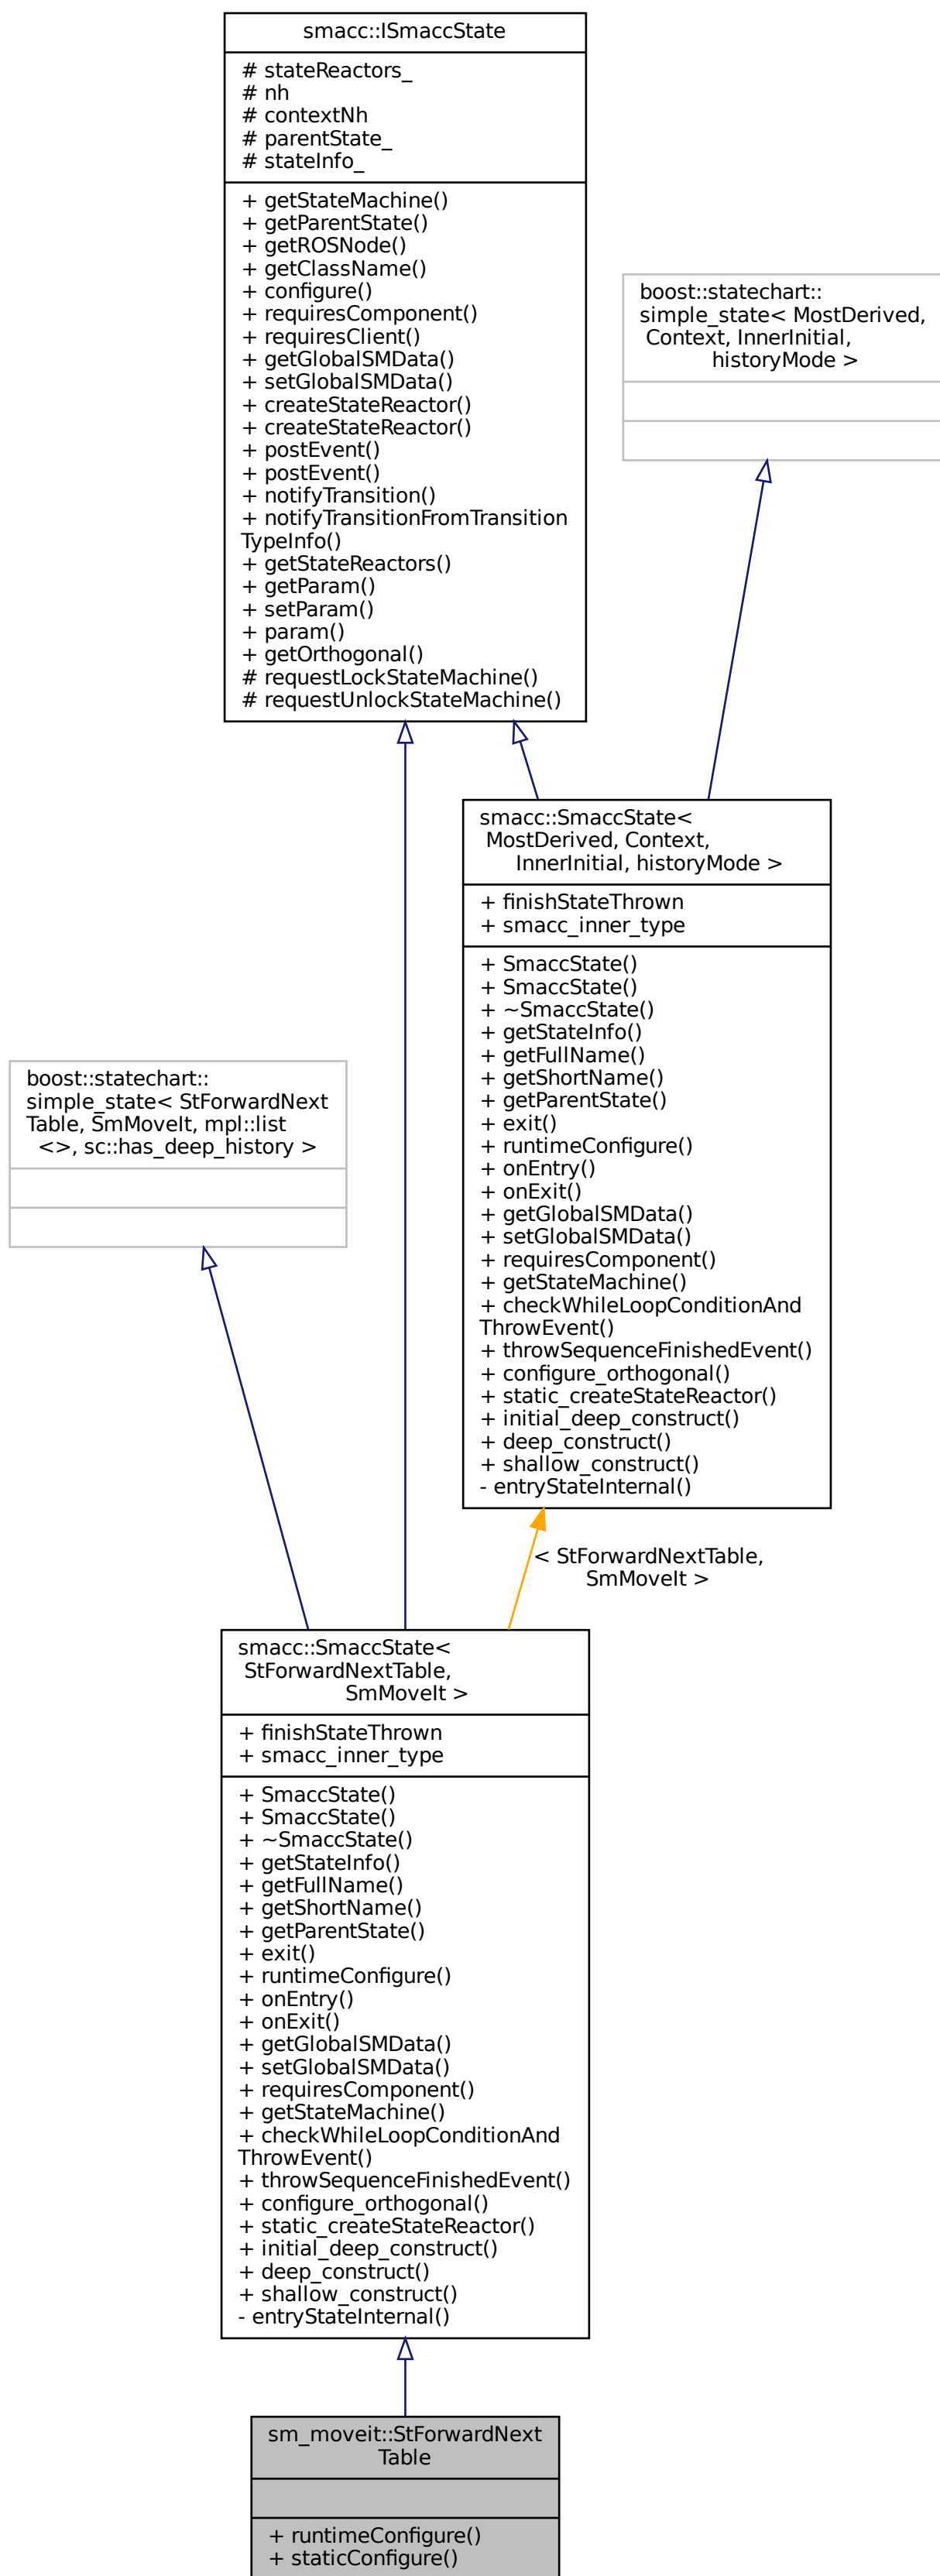 smacc::ISmaccState
# stateReactors_
# nh
# contextNh
# parentState_
# stateInfo_
+ getStateMachine()
+ getParentState()
+ getROSNode()
+ getClassName()
+ configure()
+ requiresComponent()
+ requiresClient()
+ getGlobalSMData()
+ setGlobalSMData()
+ createStateReactor()
+ createStateReactor()
+ postEvent()
+ postEvent()
+ notifyTransition()
+ notifyTransitionFromTransition
TypeInfo()
+ getStateReactors()
+ getParam()
+ setParam()
+ param()
+ getOrthogonal()
# requestLockStateMachine()
# requestUnlockStateMachine()
boost::statechart::
simple_state< MostDerived,
Context, InnerInitial,
historyMode >
smacc::SmaccState<
MostDerived, Context,
InnerInitial, historyMode >
+ finishStateThrown
+ smacc_inner_type
+ SmaccState()
+ SmaccState()
+ ~SmaccState()
+ getStateInfo()
+ getFullName()
+ getShortName()
+ getParentState()
+ exit()
+ runtimeConfigure()
+ onEntry()
+ onExit()
+ getGlobalSMData()
+ setGlobalSMData()
+ requiresComponent()
+ getStateMachine()
+ checkWhileLoopConditionAnd
ThrowEvent()
+ throwSequenceFinishedEvent()
+ configure_orthogonal()
+ static_createStateReactor()
+ initial_deep_construct()
+ deep_construct()
+ shallow_construct()
- entryStateInternal()
boost::statechart::
simple_state< StForwardNext
Table, SmMoveIt, mpl::list
<>, sc::has_deep_history >
< StForwardNextTable,
SmMoveIt >
smacc::SmaccState<
StForwardNextTable,
SmMoveIt >
+ finishStateThrown
+ smacc_inner_type
+ SmaccState()
+ SmaccState()
+ ~SmaccState()
+ getStateInfo()
+ getFullName()
+ getShortName()
+ getParentState()
+ exit()
+ runtimeConfigure()
+ onEntry()
+ onExit()
+ getGlobalSMData()
+ setGlobalSMData()
+ requiresComponent()
+ getStateMachine()
+ checkWhileLoopConditionAnd
ThrowEvent()
+ throwSequenceFinishedEvent()
+ configure_orthogonal()
+ static_createStateReactor()
+ initial_deep_construct()
+ deep_construct()
+ shallow_construct()
- entryStateInternal()
sm_moveit::StForwardNext
Table
+ runtimeConfigure()
+ staticConfigure()